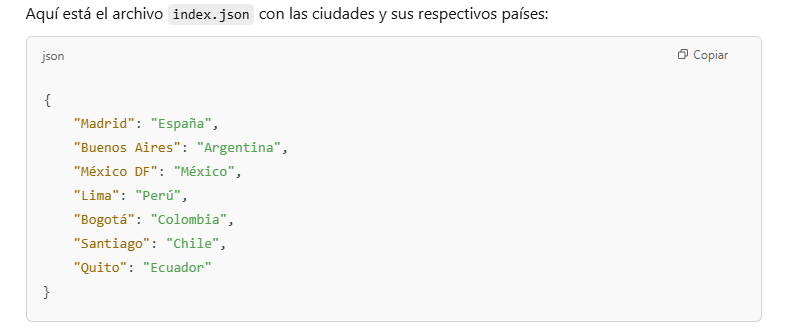 Aquí está el archivo index.json con las ciudades y sus respectivos países:
json
Copiar
{
    "Madrid": "España",
    "Buenos Aires": "Argentina",
    "México DF": "México",
    "Lima": "Perú",
    "Bogotá": "Colombia",
    "Santiago": "Chile",
    "Quito": "Ecuador"
}